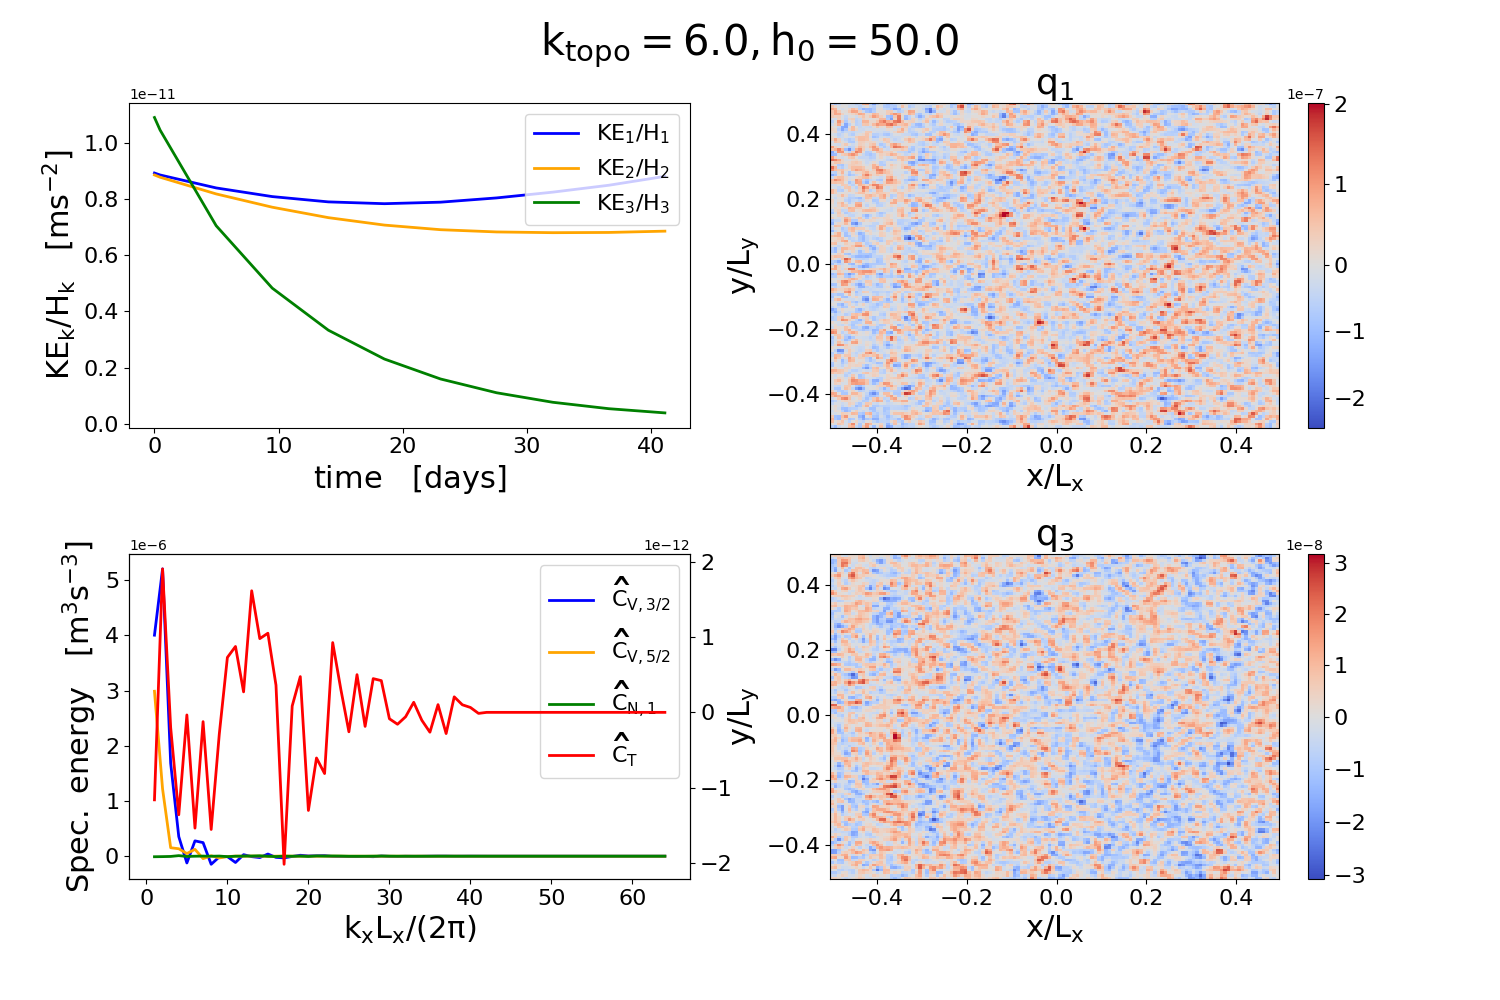 k_topo = 6.0, h_0 = 50.0
1e−11
KE_k/H_k [ms^−2]
1.0
0.8
0.6
0.4
0.2
0.0
KE_1/H_1
KE_2/H_2
KE_3/H_3
0 10 20 30 40
time [days]
q_1
1e−7
y/L_y
0.4
0.2
0.0
−0.2
−0.4
−0.4 −0.2 0.0 0.2 0.4
x/L_x
2
1
0
−1
−2
1e−6
1e−12
Spec. energy [m^3s^−3]
5
4
3
2
1
0
Ĉ_V,3/2
Ĉ_V,5/2
Ĉ_N,1
Ĉ_T
2
1
0
−1
−2
0 10 20 30 40 50 60
k_xL_x/(2π)
q_3
1e−8
y/L_y
0.4
0.2
0.0
−0.2
−0.4
−0.4 −0.2 0.0 0.2 0.4
x/L_x
3
2
1
0
−1
−2
−3